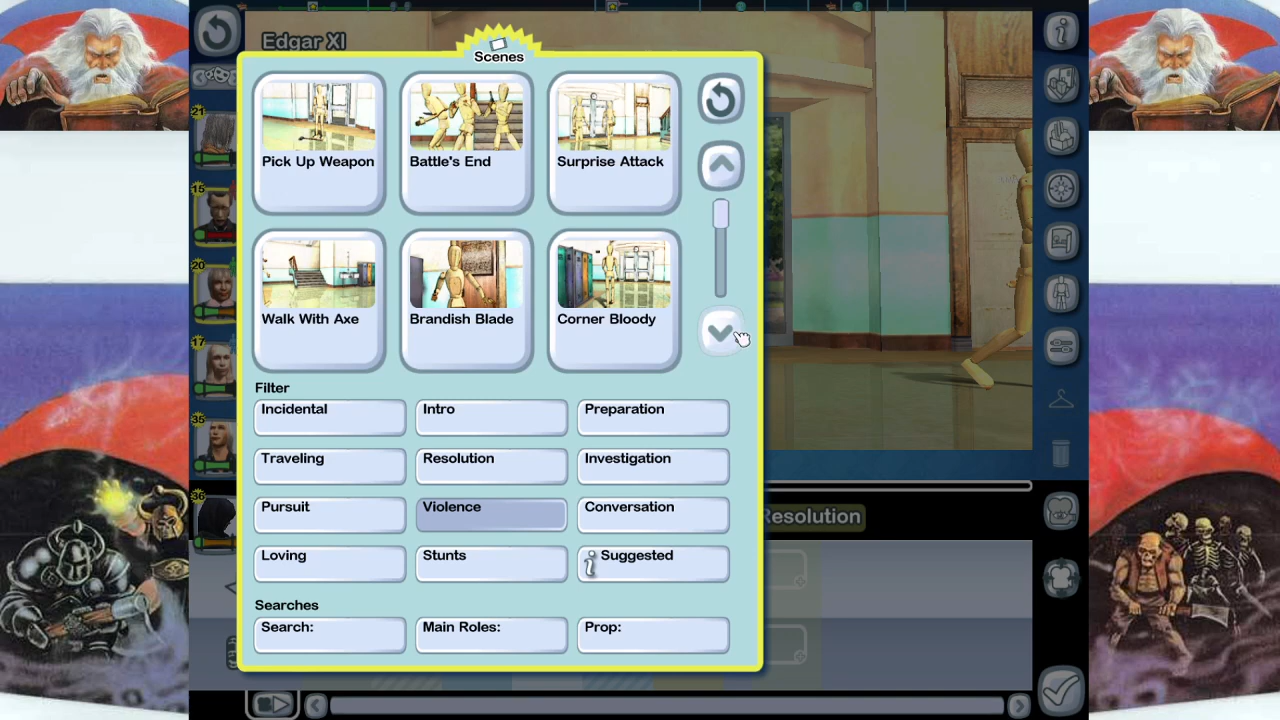 Edgar XI
Scenes
Pick Up Weapon
Battle's End
Surprise Attack
Walk With Axe
Brandish Blade
Corner Bloody
Filter
Incidental
Intro
Preparation
Traveling
Resolution
Investigation
Pursuit
Violence
Conversation
Loving
Stunts
Suggested
Searches
Search:
Main Roles:
Prop:
21
15
20
17
35
36
Resolution